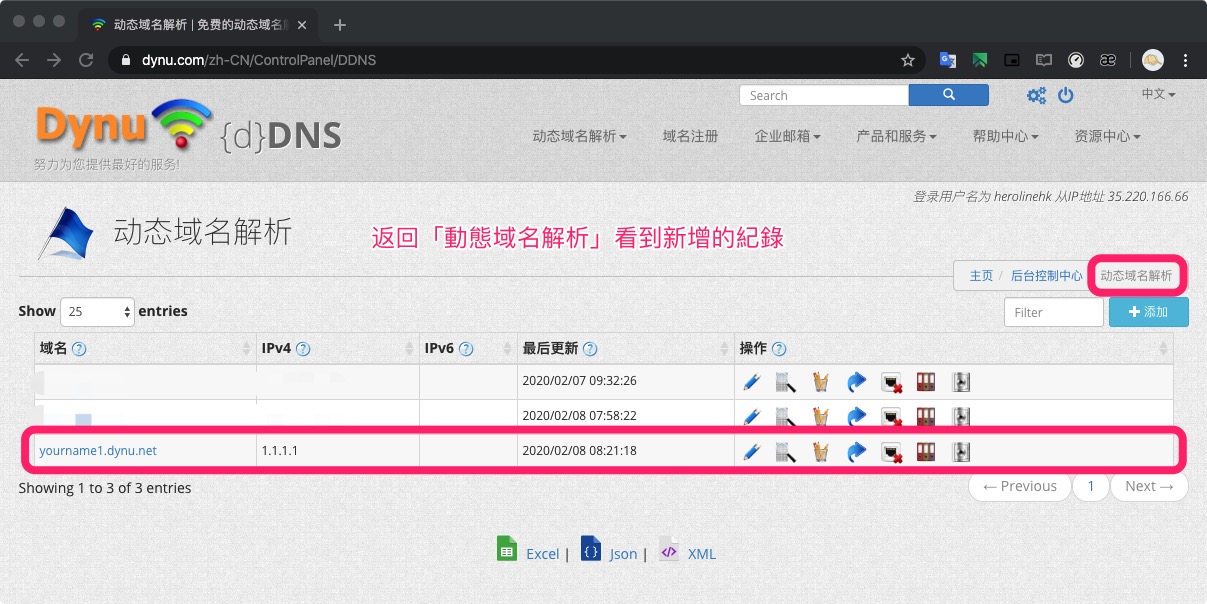 动态域名解析 | 免费的动态域名
dynu.com/zh-CN/ControlPanel/DDNS
Search
中文
Dynu {d}DNS
努力为您提供最好的服务!
动态域名解析 域名注册 企业邮箱 产品和服务 帮助中心 资源中心
登录用户名为 herolinehk 从IP地址 35.220.166.66
动态域名解析
返回「動態域名解析」看到新增的紀錄
主页 / 后台控制中心 动态域名解析
Show 25 entries
Filter
添加
域名 IPv4 IPv6 最后更新 操作
2020/02/07 09:32:26
2020/02/08 07:58:22
yourname1.dynu.net 1.1.1.1 2020/02/08 08:21:18
Showing 1 to 3 of 3 entries
← Previous 1 Next →
Excel | Json | XML